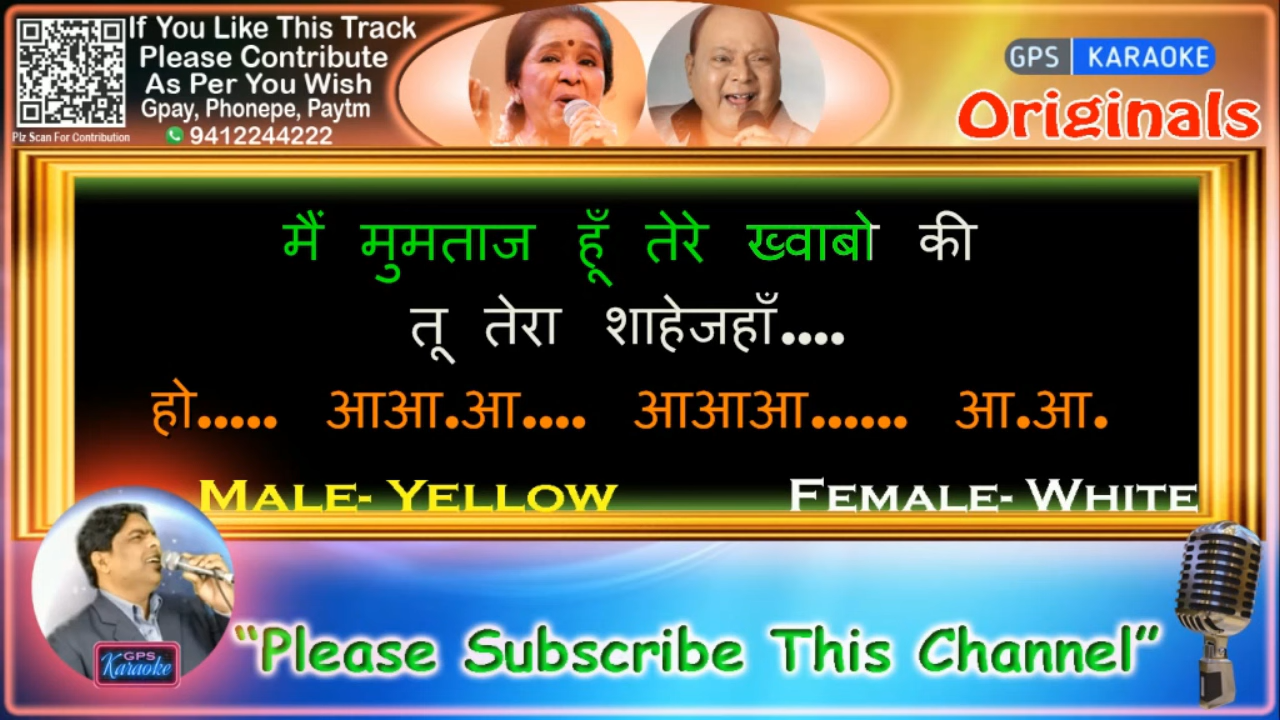 If You Like This Track
Please Contribute
As Per You Wish
Gpay, Phonepe, Paytm
Plz Scan For Contribution
9412244222
GPS KARAOKE
Originals
मैं मुमताज हूँ तेरे ख्वाबो की
तू तेरा शाहेजहाँ....
हो..... आआ.आ.... आआआ...... आ.आ.
MALE- YELLOW
FEMALE- WHITE
GPS
Karaoke
“Please Subscribe This Channel”